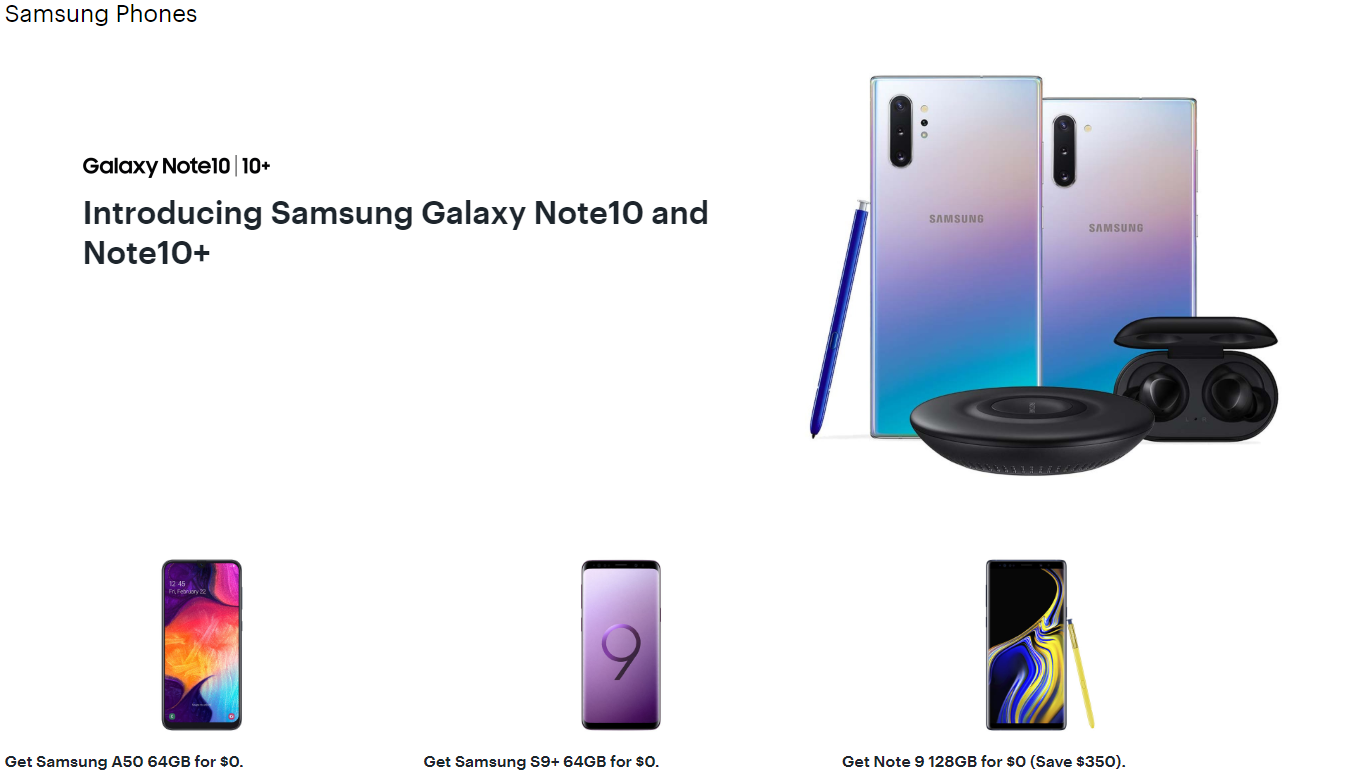 Samsung Phones
Galaxy Note10 | 10+
Introducing Samsung Galaxy Note10 and
Note10+
SAMSUNG
SAMSUNG
12:45
Fri, February 22
9
Get Samsung A50 64GB for $0.
Get Samsung S9+ 64GB for $0.
Get Note 9 128GB for $0 (Save $350).